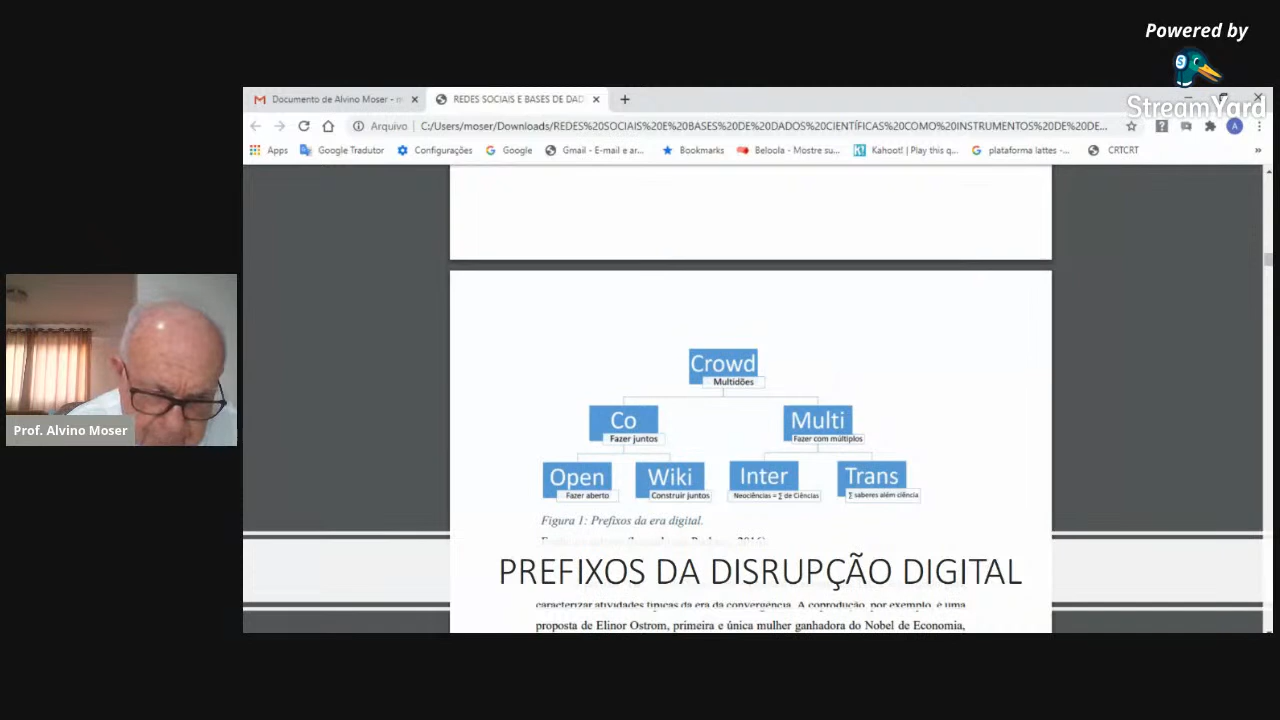 Powered by
StreamYard
Documento de Alvino Moser - m
REDES SOCIAIS E BASES DE DAD
Arquivo
C:/Users/moser/Downloads/REDES%20SOCIAIS%20E%20BASES%20DE%20DADOS%20CIENTÍFICAS%20COMO%20INSTRUMENTOS%20DE%20DE...
Apps Google Tradutor Configurações Google Gmail - E-mail e ar... Bookmarks Beloola - Mostre su... Kahoot! | Play this q... plataforma lattes -... CRTCRT »
Crowd
Multidões
Co Multi
Fazer juntos Fazer com múltiplos
Open Wiki Inter Trans
Fazer aberto Construir juntos Neociências = ∑ de Ciências ∑ saberes além ciência
Figura 1: Prefixos da era digital.
PREFIXOS DA DISRUPÇÃO DIGITAL
caracterizar atividades típicas da era da convergência. A coprodução, por exemplo, é uma
proposta de Elinor Ostrom, primeira e única mulher ganhadora do Nobel de Economia,
Prof. Alvino Moser